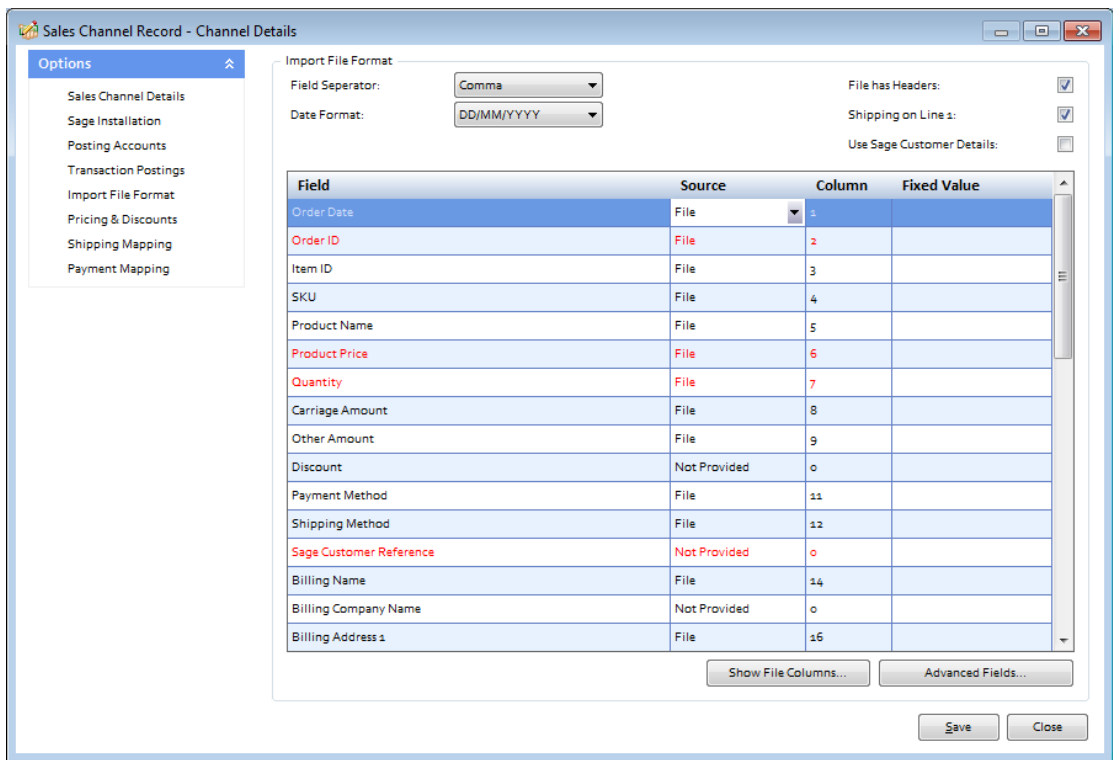 Sales Channel Record - Channel Details
Options
Sales Channel Details
Sage Installation
Posting Accounts
Transaction Postings
Import File Format
Pricing & Discounts
Shipping Mapping
Payment Mapping
Import File Format
Field Seperator: Comma File has Headers:
Date Format: DD/MM/YYYY Shipping on Line 1:
Use Sage Customer Details:
Field Source Column Fixed Value
Order Date File 1
Order ID File 2
Item ID File 3
SKU File 4
Product Name File 5
Product Price File 6
Quantity File 7
Carriage Amount File 8
Other Amount File 9
Discount Not Provided 0
Payment Method File 11
Shipping Method File 12
Sage Customer Reference Not Provided 0
Billing Name File 14
Billing Company Name Not Provided 0
Billing Address 1 File 16
Show File Columns... Advanced Fields...
Save Close